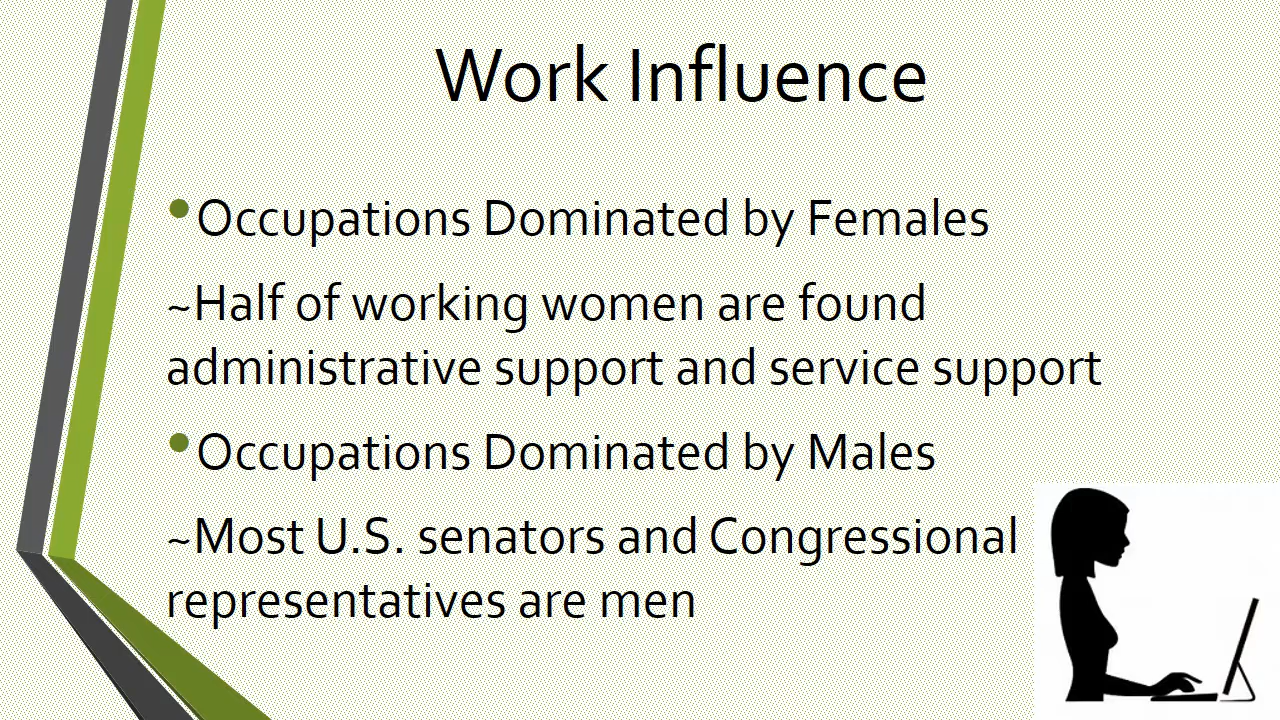 Work Influence
•Occupations Dominated by Females
~Half of working women are found
administrative support and service support
•Occupations Dominated by Males
~Most U.S. senators and Congressional
representatives are men